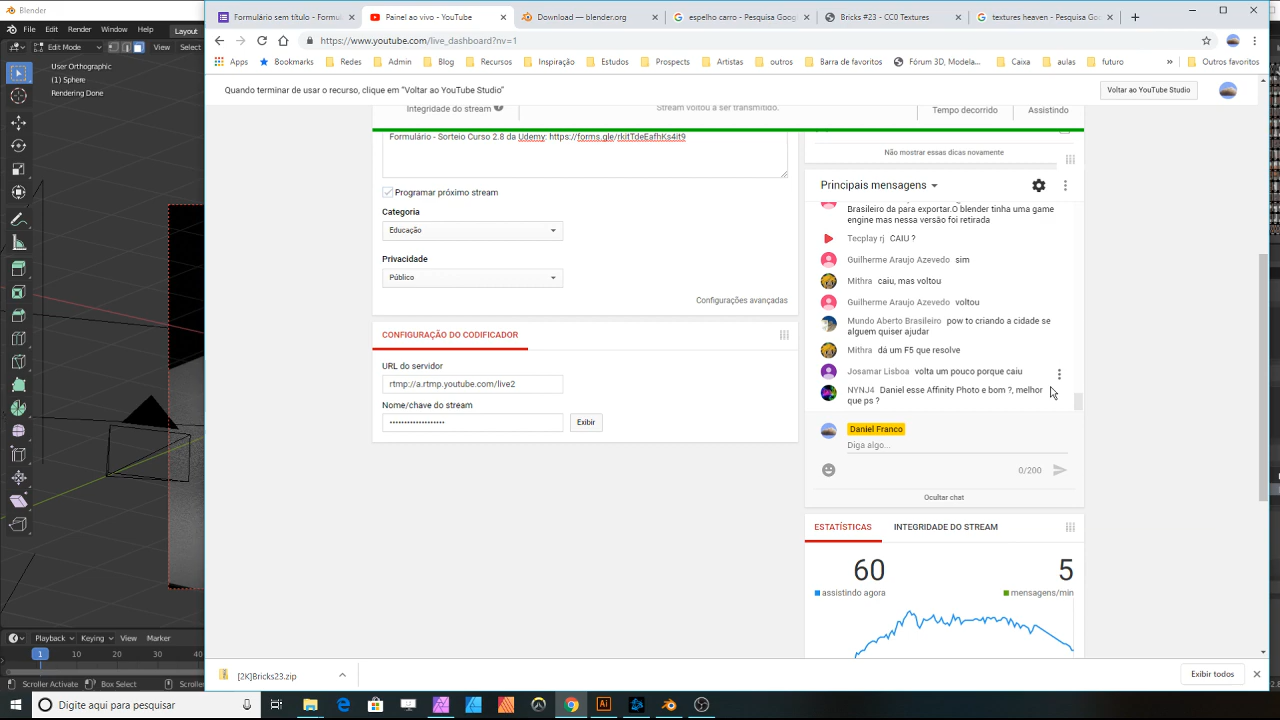 Blender
File Edit Render Window Help Layout
Edit Mode View Select
User Orthographic
(1) Sphere
Rendering Done
Formulário sem título - Formul
Painel ao vivo - YouTube
Download — blender.org
espelho carro - Pesquisa Goog
Bricks #23 - CC0 Textures
textures heaven - Pesquisa Go
https://www.youtube.com/live_dashboard?nv=1
Apps Bookmarks Redes Admin Blog Recursos Inspiração Estudos Prospects Artistas outros Barra de favoritos Fórum 3D, Modela... Caixa aulas futuro » Outros favoritos
Quando terminar de usar o recurso, clique em "Voltar ao YouTube Studio"
Voltar ao YouTube Studio
Integridade do stream
Stream voltou a ser transmitido.
Tempo decorrido
Assistindo
Formulário - Sorteio Curso 2.8 da Udemy: https://forms.gle/rkitTdeEafhKs4it9
Programar próximo stream
Categoria
Educação
Privacidade
Público
Configurações avançadas
CONFIGURAÇÃO DO CODIFICADOR
URL do servidor
rtmp://a.rtmp.youtube.com/live2
Nome/chave do stream
•••••••••••••••••••
Exibir
Não mostrar essas dicas novamente
Principais mensagens
Brasileiro da para exportar.O blender tinha uma game
engine mas nessa versão foi retirada
Tecplay rj CAIU ?
Guilherme Araujo Azevedo sim
Mithra caiu, mas voltou
Guilherme Araujo Azevedo voltou
Mundo Aberto Brasileiro pow to criando a cidade se
alguem quiser ajudar
Mithra dá um F5 que resolve
Josamar Lisboa volta um pouco porque caiu
NYNJ4 Daniel esse Affinity Photo e bom ?, melhor
que ps ?
Daniel Franco
Diga algo...
0/200
Ocultar chat
ESTATÍSTICAS INTEGRIDADE DO STREAM
60 5
assistindo agora mensagens/min
Playback Keying View Marker
1 10 20 30 40
Scroller Activate Box Select
[2K]Bricks23.zip
Exibir todos
Digite aqui para pesquisar
Ai